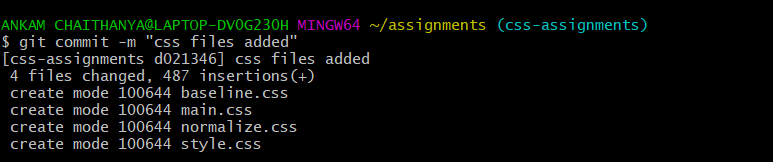 ANKAM CHAITHANYA@LAPTOP-DV0G230H MINGW64 ~/assignments (css-assignments)
$ git commit -m "css files added"
[css-assignments d021346] css files added
 4 files changed, 487 insertions(+)
 create mode 100644 baseline.css
 create mode 100644 main.css
 create mode 100644 normalize.css
 create mode 100644 style.css